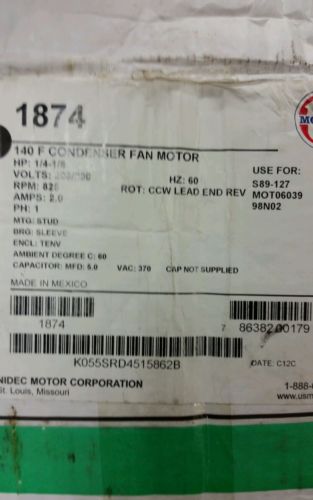 1874
140 F CONDENSER FAN MOTOR
HP: 1/4-1/8
VOLTS: 208/230 HZ: 60
RPM: 825 ROT: CCW LEAD END REV
AMPS: 2.0
PH: 1
MTG: STUD
BRG: SLEEVE
ENCL: TENV
AMBIENT DEGREE C: 60
CAPACITOR: MFD: 5.0 VAC: 370 CAP NOT SUPPLIED
USE FOR:
S89-127
MOT06039
98N02
MADE IN MEXICO
1874
7 86382 00179
K055SRD4515862B
DATE: C12C
NIDEC MOTOR CORPORATION
St. Louis, Missouri
1-888-
www.usm